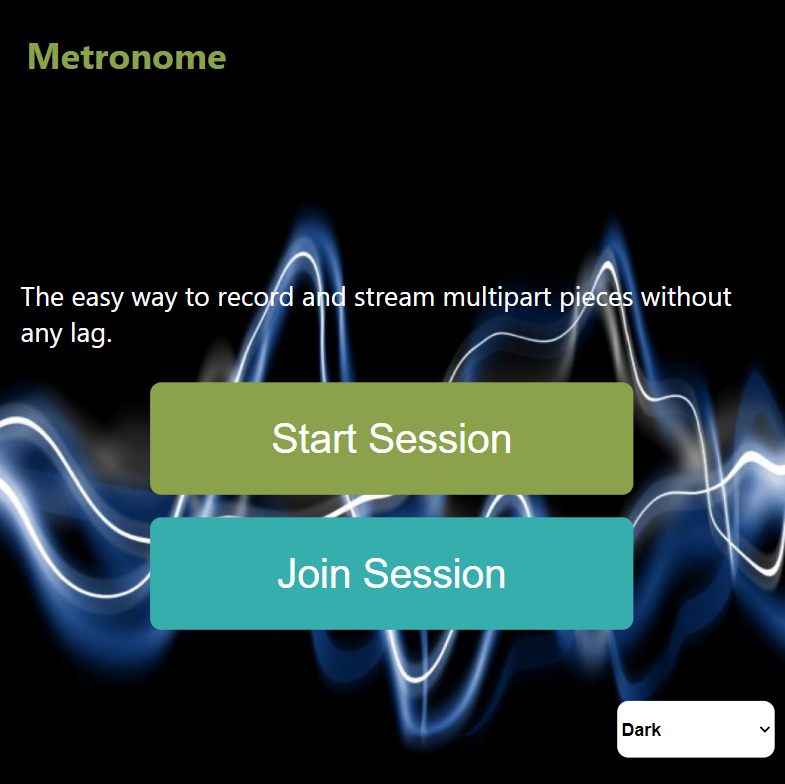 Metronome
The easy way to record and stream multipart pieces without
any lag.
Start Session
Join Session
Dark